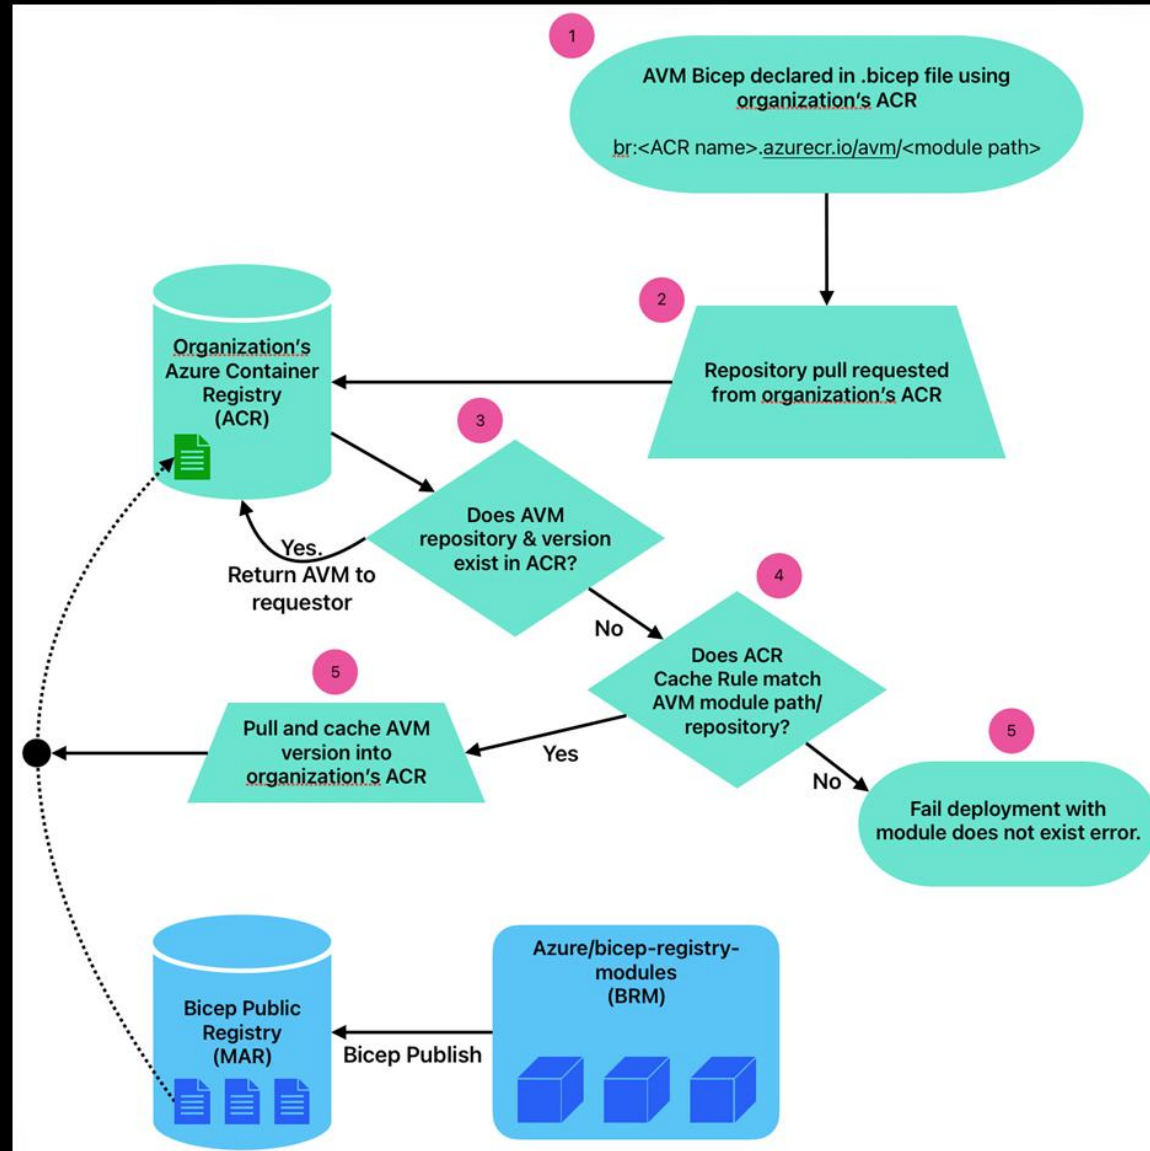 1
AVM Bicep declared in .bicep file using
organization's ACR
br:<ACR name>.azurecr.io/avm/<module path>
2
Repository pull requested
from organization's ACR
Organization's
Azure Container
Registry
(ACR)
3
Does AVM
repository & version
exist in ACR?
Yes.
Return AVM to
requestor
No
4
Does ACR
Cache Rule match
AVM module path/
repository?
Yes
No
5
Pull and cache AVM
version into
organization's ACR
5
Fail deployment with
module does not exist error.
Bicep Public
Registry
(MAR)
Bicep Publish
Azure/bicep-registry-
modules
(BRM)